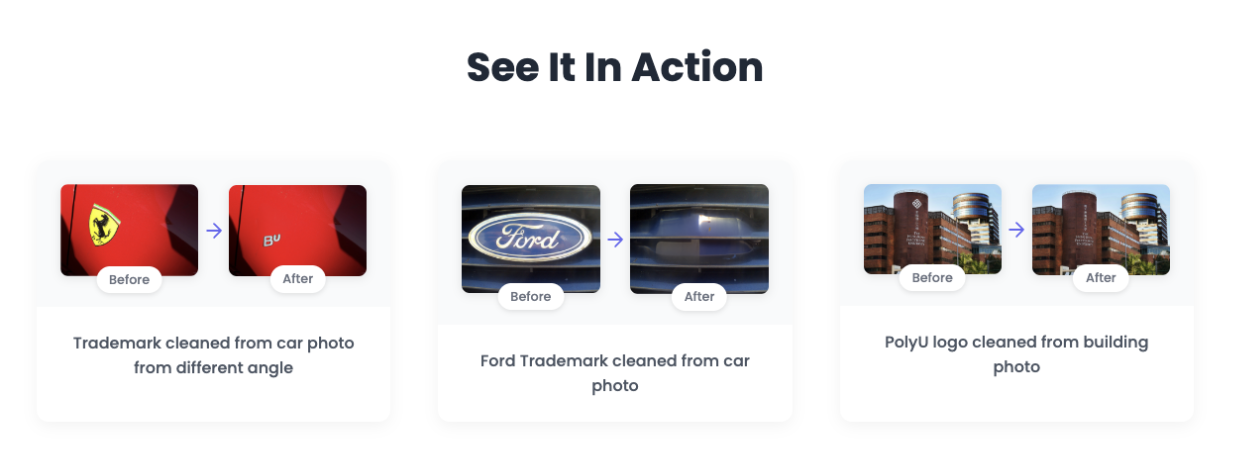 See It In Action
Ford
Before
After
Before
After
Before
After
Trademark cleaned from car photo
from different angle
Ford Trademark cleaned from car
photo
PolyU logo cleaned from building
photo